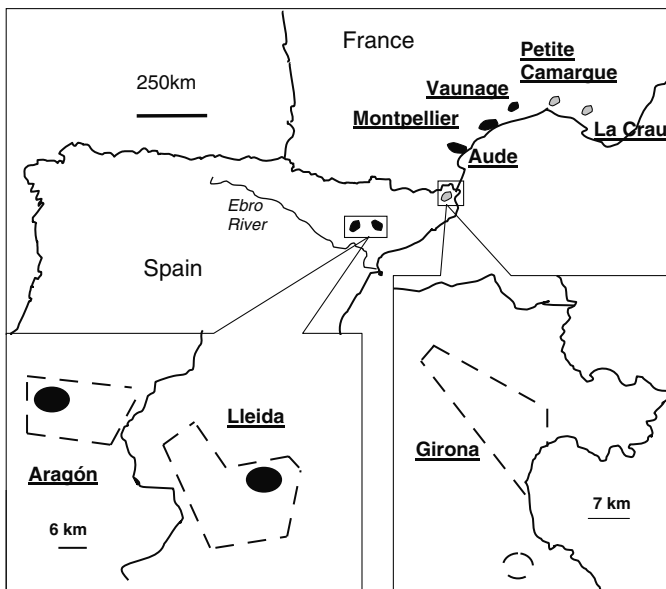 France
Petite
Camargue
250km
Vaunage
Montpellier
La Crau
Aude
Ebro
River
Spain
Lleida
Aragón
6 km
Girona
7 km